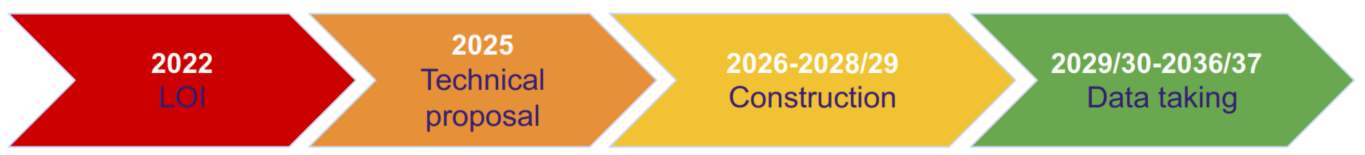 2022
LOI
2025
Technical
proposal
2026-2028/29
Construction
2029/30-2036/37
Data taking